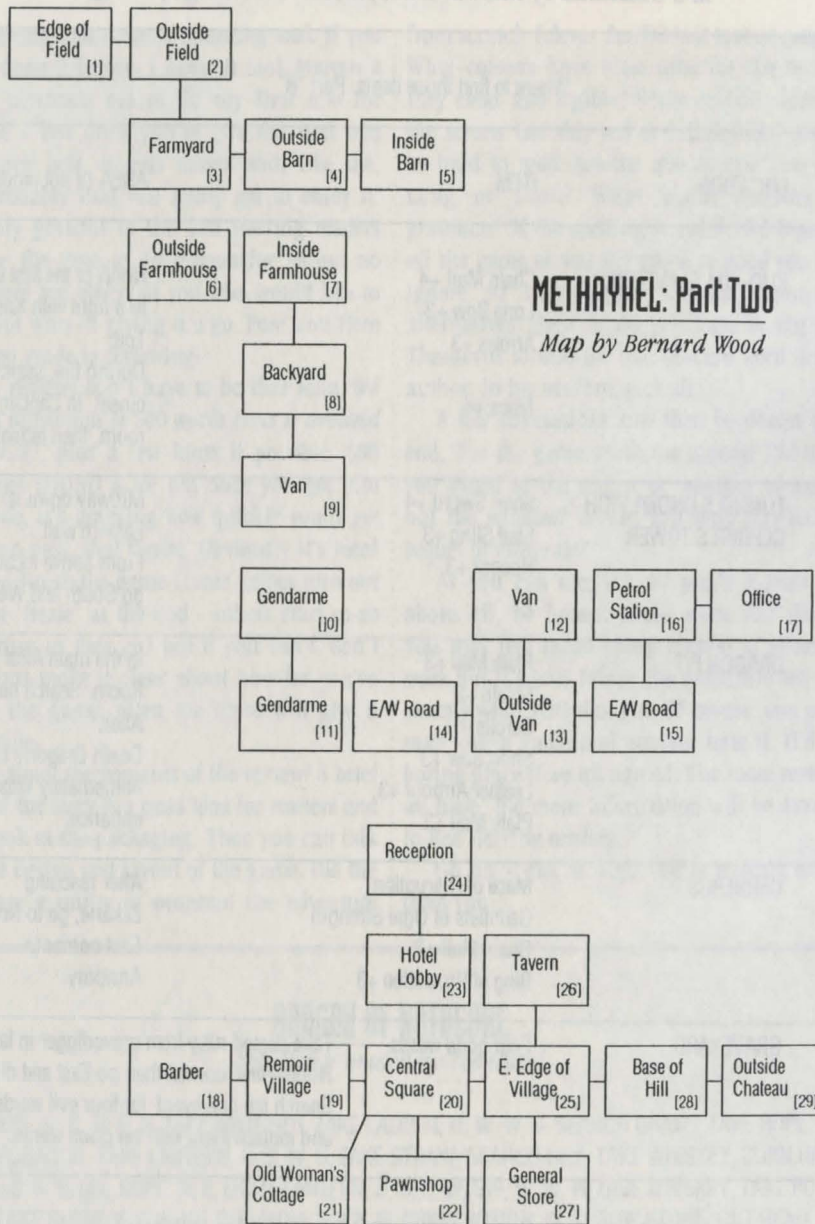 Edge of
Field
[1]
Outside
Field
[2]
Farmyard
[3]
Outside
Barn
[4]
Inside
Barn
[5]
Outside
Farmhouse
[6]
Inside
Farmhouse
[7]
METHAYHEL: Part Two
Map by Bernard Wood
Backyard
[8]
Van
[9]
Gendarme
[10]
Van
[12]
Petrol
Station
[16]
Office
[17]
Gendarme
[11]
E/W Road
[14]
Outside
Van
[13]
E/W Road
[15]
Reception
[24]
Hotel
Lobby
[23]
Tavern
[26]
Barber
[18]
Remoir
Village
[19]
Central
Square
[20]
E. Edge of
Village
[25]
Base of
Hill
[28]
Outside
Chateau
[29]
Old Woman's
Cottage
[21]
Pawnshop
[22]
General
Store
[27]